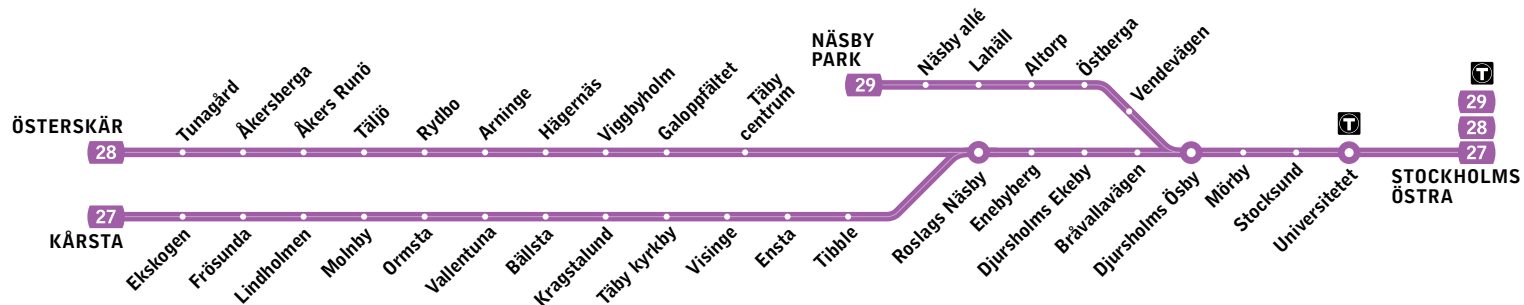 NÄSBY
PARK
29
Näsby allé
Lahäll
Altorp
Östberga
Vendevägen
T
29
28
27
STOCKHOLMS
ÖSTRA
ÖSTERSKÄR
28
Tunagård
Åkersberga
Åkers Runö
Täljö
Rydbo
Arninge
Hägernäs
Viggbyholm
Galoppfältet
Täby
centrum
T
27
KÅRSTA
Ekskogen
Frösunda
Lindholmen
Molnby
Ormsta
Vallentuna
Bällsta
Kragstalund
Täby kyrkby
Visinge
Ensta
Tibble
Roslags Näsby
Enebyberg
Djursholms Ekeby
Bråvallavägen
Djursholms Ösby
Mörby
Stocksund
Universitetet